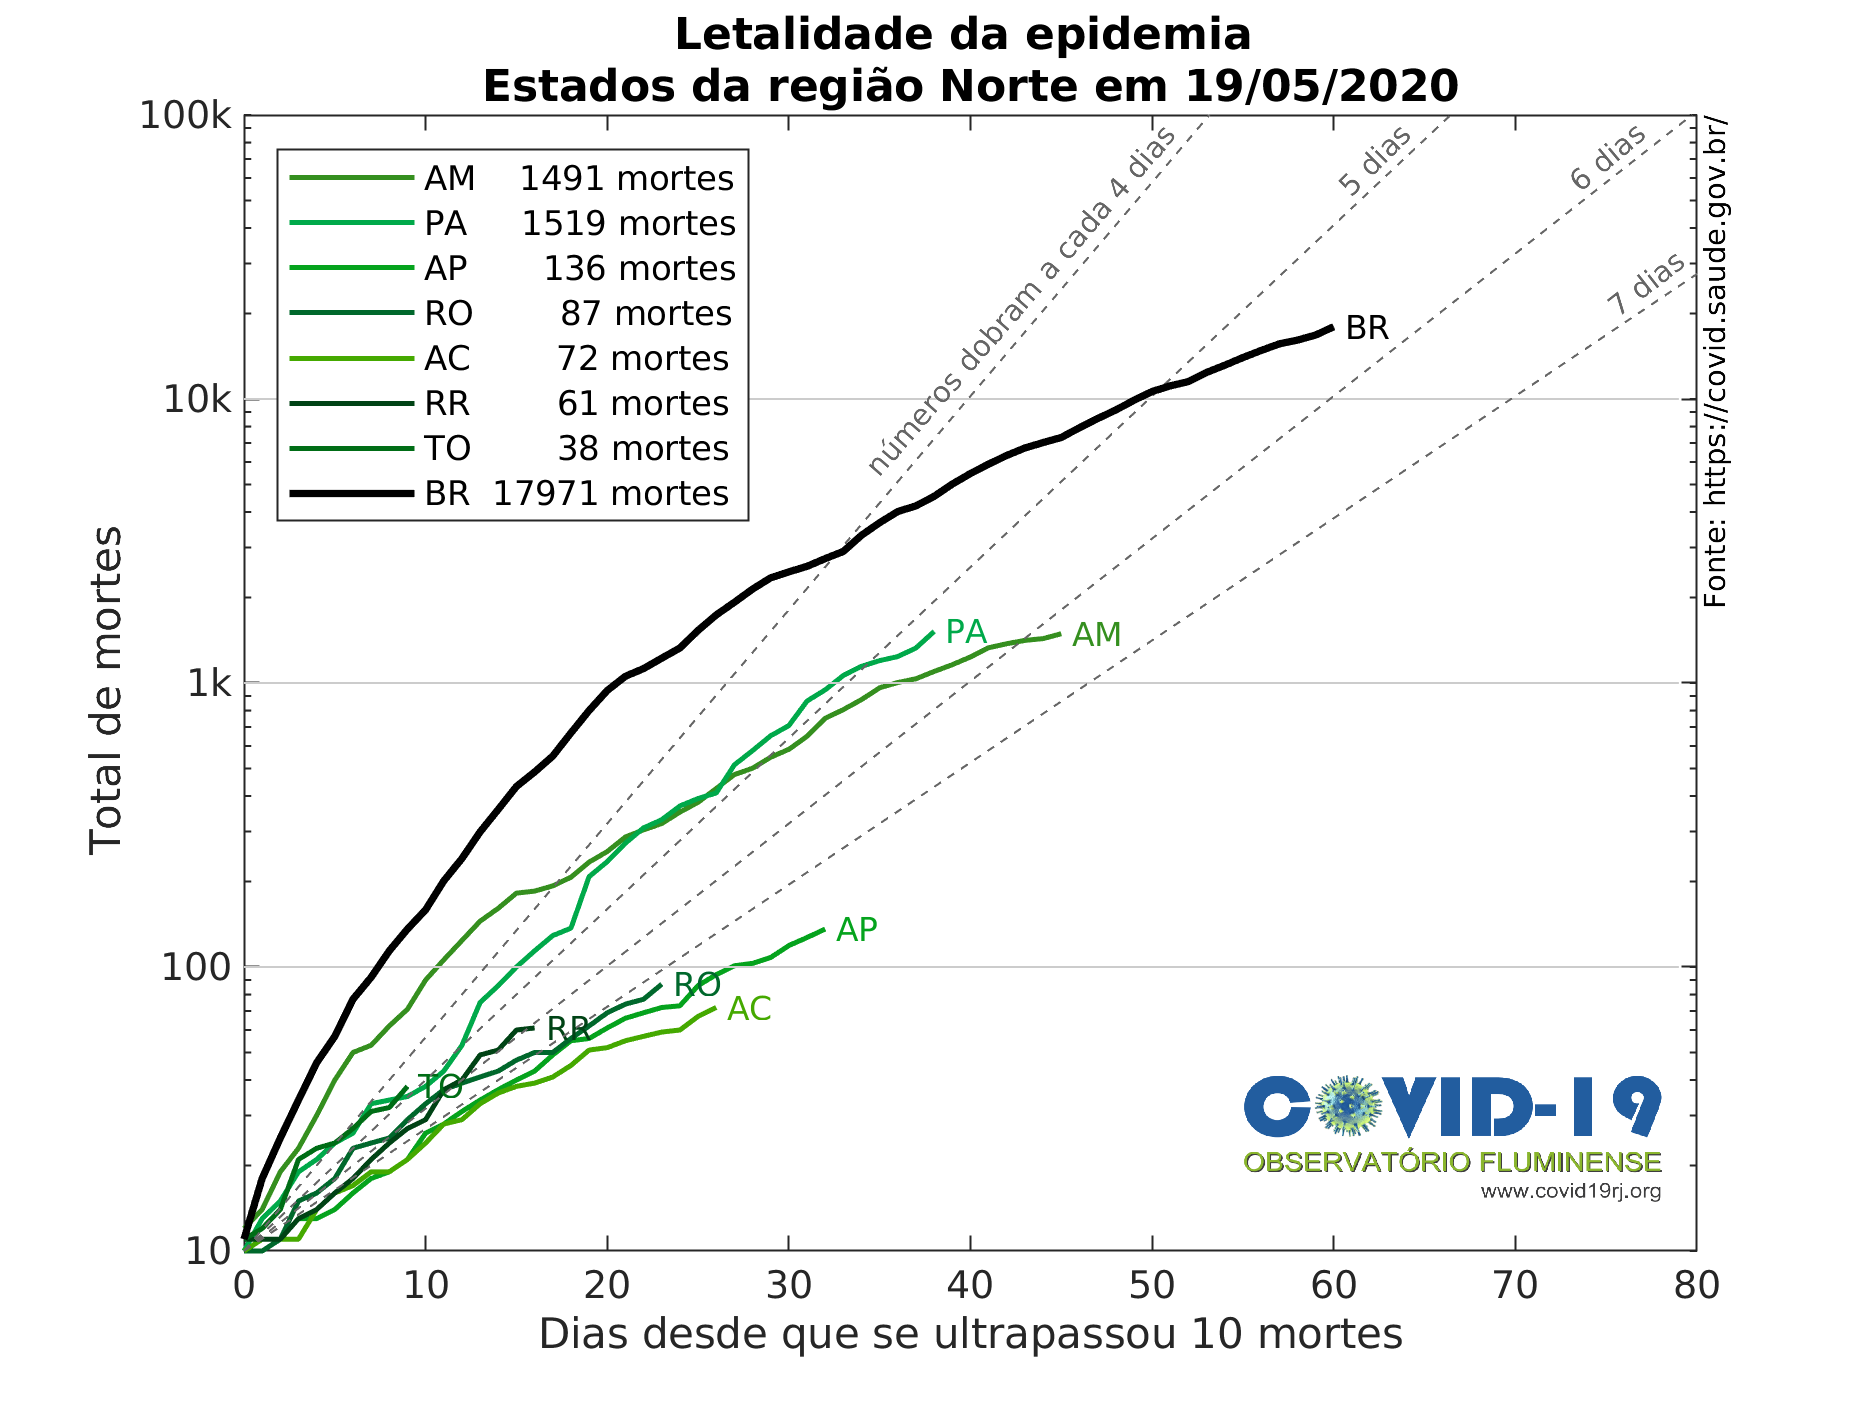 Letalidade da epidemia
Estados da região Norte em 19/05/2020
100k
10k
1k
100
10
Total de mortes
AM 1491 mortes
PA 1519 mortes
AP 136 mortes
RO 87 mortes
AC 72 mortes
RR 61 mortes
TO 38 mortes
BR 17971 mortes
números dobram a cada 4 dias
5 dias
6 dias
7 dias
BR
PA
AM
AP
RO
AC
RR
TO
Fonte: https://covid.saude.gov.br/
COVID-19
OBSERVATÓRIO FLUMINENSE
www.covid19rj.org
0 10 20 30 40 50 60 70 80
Dias desde que se ultrapassou 10 mortes